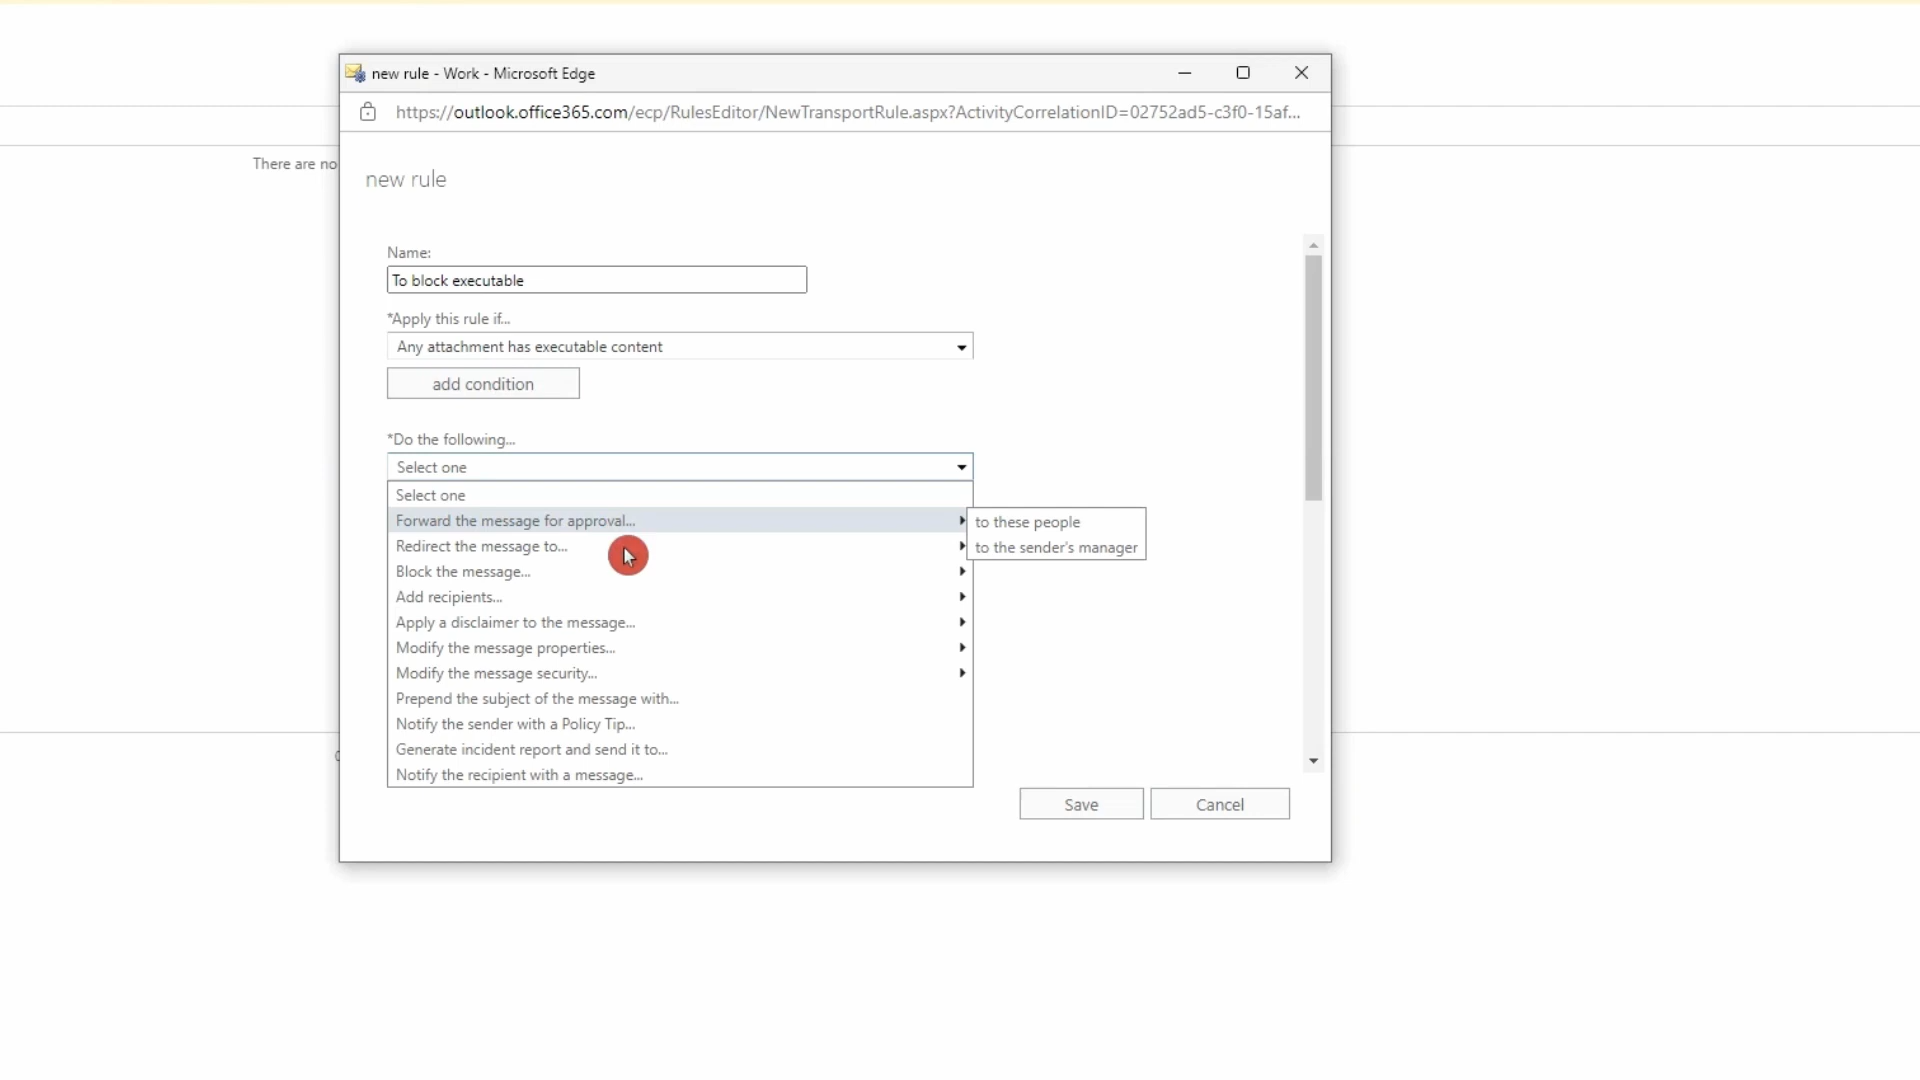 new rule - Work - Microsoft Edge
https://outlook.office365.com/ecp/RulesEditor/NewTransportRule.aspx?ActivityCorrelationID=02752ad5-c3f0-15af...
There are no
new rule
Name:
To block executable
*Apply this rule if...
Any attachment has executable content
add condition
*Do the following...
Select one
Select one
Forward the message for approval...
to these people
Redirect the message to...
to the sender's manager
Block the message...
Add recipients...
Apply a disclaimer to the message...
Modify the message properties...
Modify the message security...
Prepend the subject of the message with...
Notify the sender with a Policy Tip...
Generate incident report and send it to...
Notify the recipient with a message...
Save
Cancel